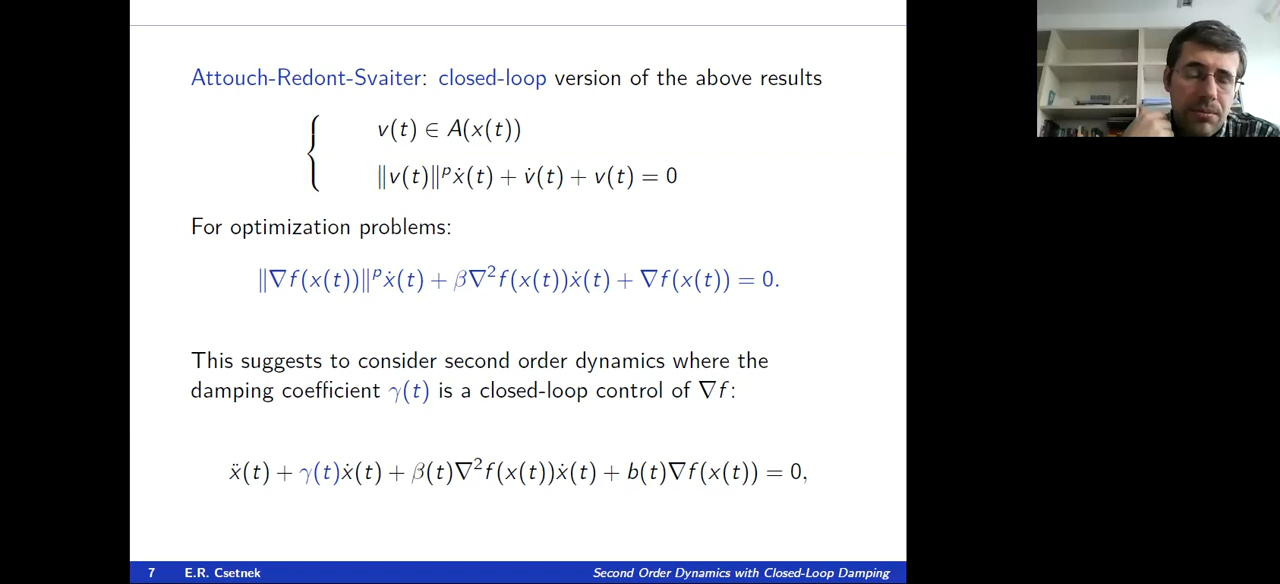 Attouch-Redont-Svaiter: closed-loop version of the above results
v(t) ∈ A(x(t))
‖v(t)‖ᵖẋ(t) + v̇(t) + v(t) = 0
For optimization problems:
‖∇f(x(t))‖ᵖẋ(t) + β∇²f(x(t))ẋ(t) + ∇f(x(t)) = 0.
This suggests to consider second order dynamics where the
damping coefficient γ(t) is a closed-loop control of ∇f:
ẍ(t) + γ(t)ẋ(t) + β(t)∇²f(x(t))ẋ(t) + b(t)∇f(x(t)) = 0,
7 E.R. Csetnek Second Order Dynamics with Closed-Loop Damping